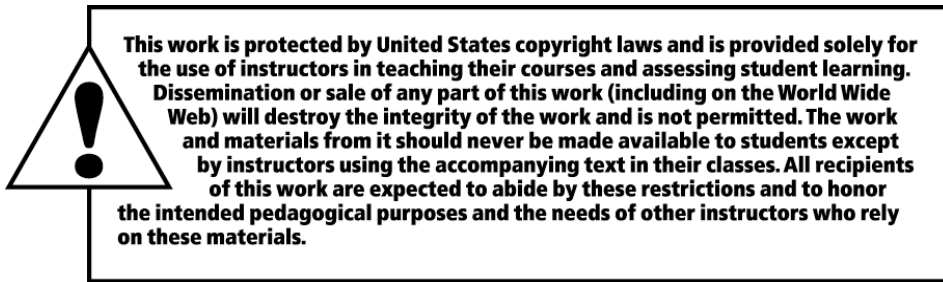 This work is protected by United States copyright laws and is provided solely for
the use of instructors in teaching their courses and assessing student learning.
Dissemination or sale of any part of this work (including on the World Wide
Web) will destroy the integrity of the work and is not permitted. The work
and materials from it should never be made available to students except
by instructors using the accompanying text in their classes. All recipients
of this work are expected to abide by these restrictions and to honor
the intended pedagogical purposes and the needs of other instructors who rely
on these materials.
!